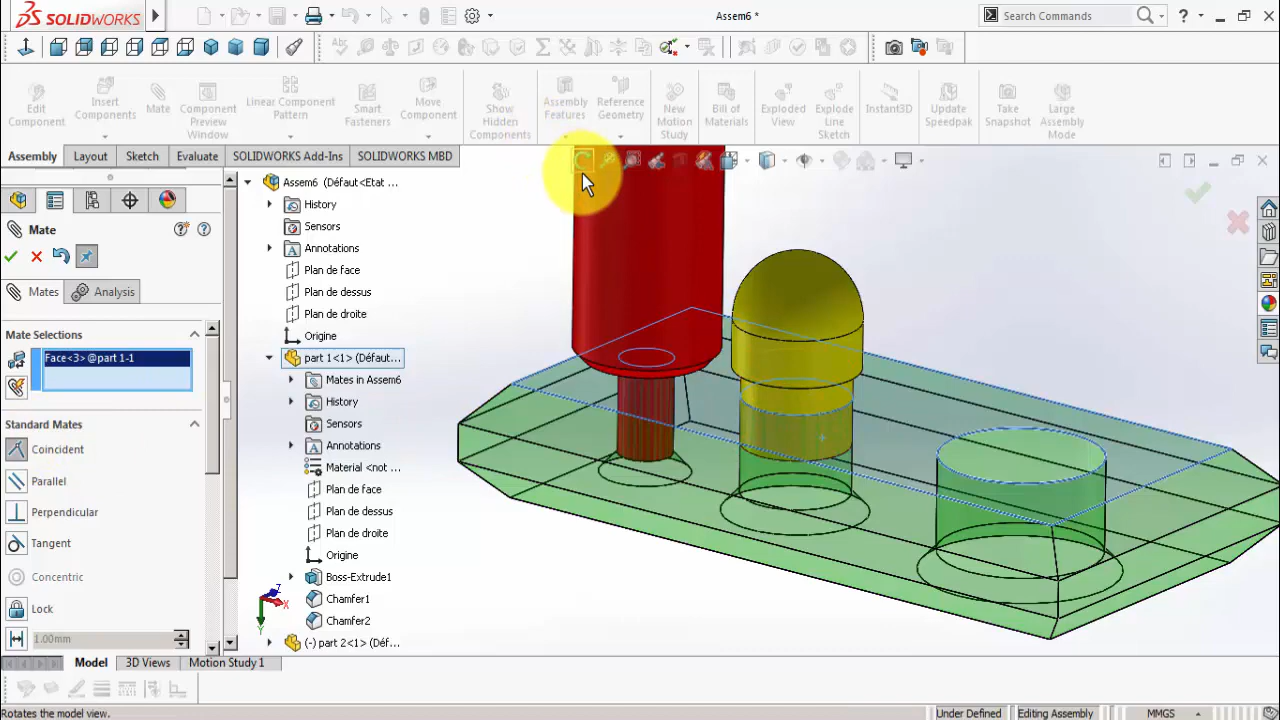 SOLIDWORKS
Assem6 *
Search Commands
?
Edit Component
Insert Components
Mate
Component Preview Window
Linear Component Pattern
Smart Fasteners
Move Component
Show Hidden Components
Assembly Features
Reference Geometry
New Motion Study
Bill of Materials
Exploded View
Explode Line Sketch
Instant3D
Update Speedpak
Take Snapshot
Large Assembly Mode
Assembly Layout Sketch Evaluate SOLIDWORKS Add-Ins SOLIDWORKS MBD
Mate
Mates Analysis
Mate Selections
Face<3> @part 1-1
Standard Mates
Coincident
Parallel
Perpendicular
Tangent
Concentric
Lock
1.00mm
Assem6 (Défaut<Etat ...
History
Sensors
Annotations
Plan de face
Plan de dessus
Plan de droite
Origine
part 1<1> (Défaut...
Mates in Assem6
History
Sensors
Annotations
Material <not ...
Plan de face
Plan de dessus
Plan de droite
Origine
Boss-Extrude1
Chamfer1
Chamfer2
(-) part 2<1> (Déf...
Z
X
Y
Model 3D Views Motion Study 1
Rotates the model view.
Under Defined Editing Assembly MMGS